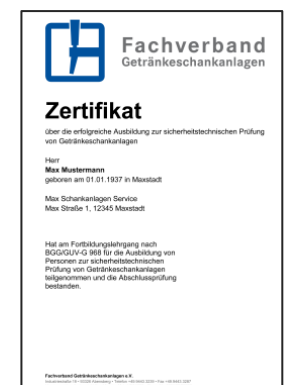 Fachverband
Getränkeschankanlagen
Zertifikat
über die erfolgreiche Ausbildung zur sicherheitstechnischen Prüfung
von Getränkeschankanlagen
Herr
Max Mustermann
geboren am 01.01.1937 in Maxstadt
Max Schankanlagen Service
Max Straße 1, 12345 Maxstadt
Hat am Fortbildungslehrgang nach
BGG/GUV-G 968 für die Ausbildung von
Personen zur sicherheitstechnischen
Prüfung von Getränkeschankanlagen
teilgenommen und die Abschlussprüfung
bestanden.
Fachverband Getränkeschankanlagen e.V.